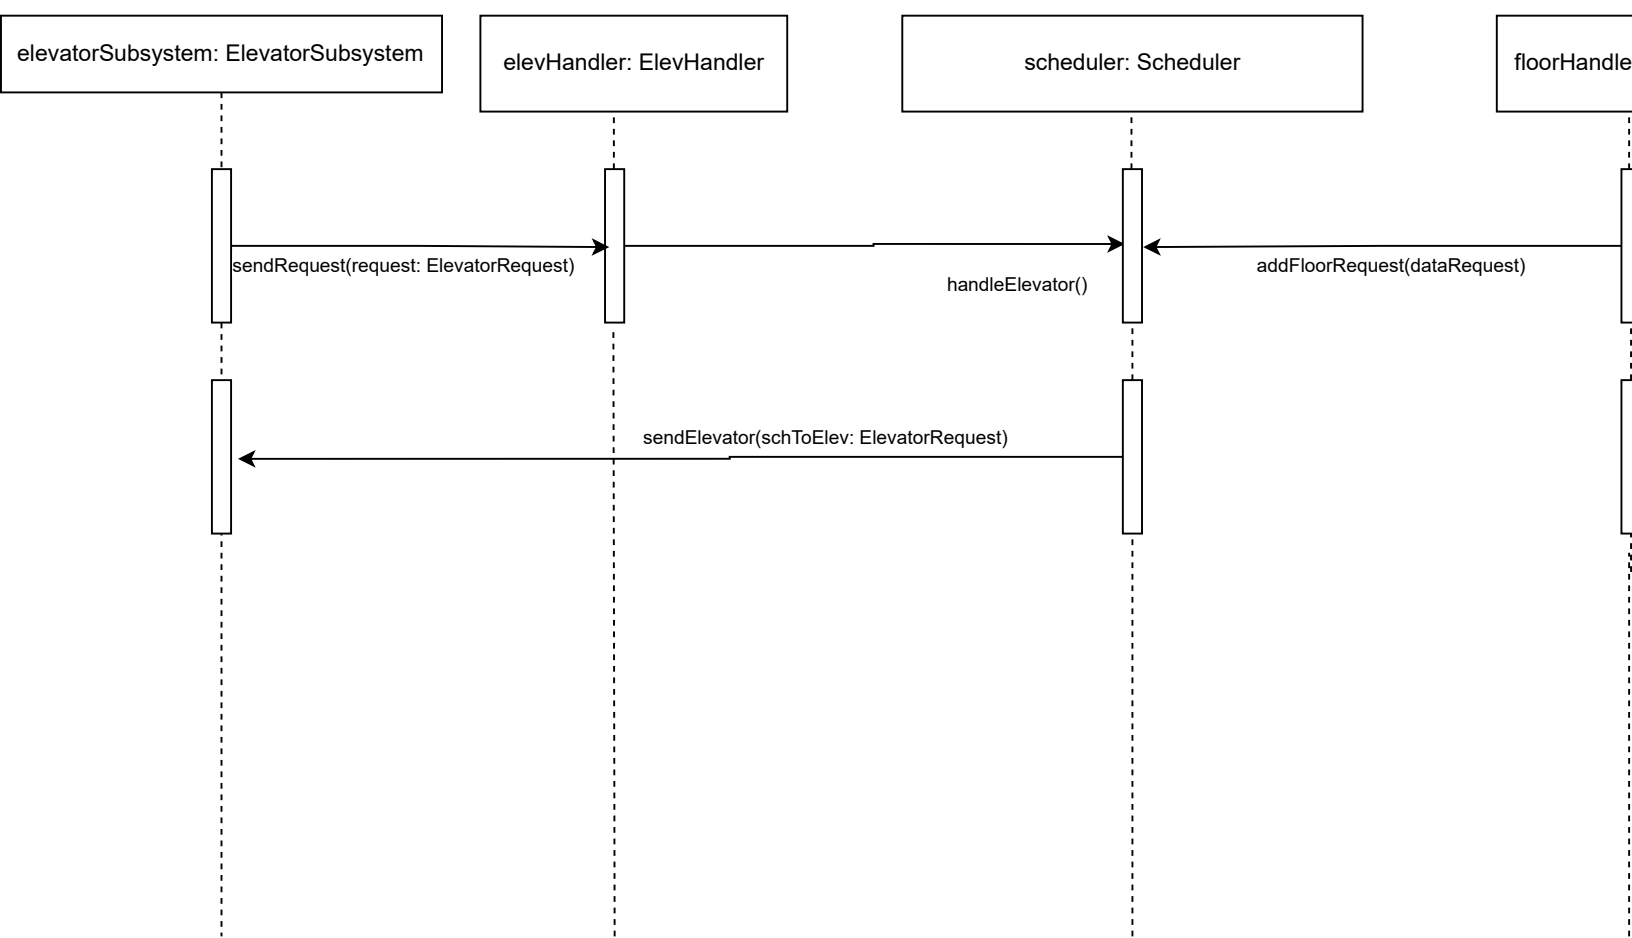 elevatorSubsystem: ElevatorSubsystem
elevHandler: ElevHandler
scheduler: Scheduler
floorHandle
sendRequest(request: ElevatorRequest)
handleElevator()
addFloorRequest(dataRequest)
sendElevator(schToElev: ElevatorRequest)